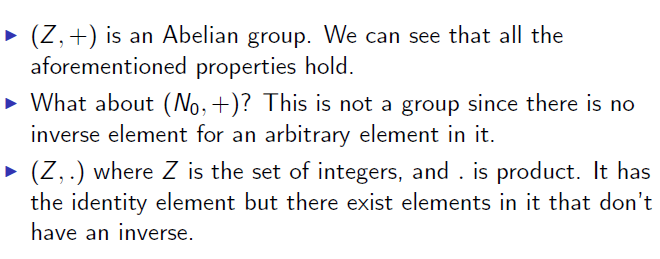 ▶ (Z, +) is an Abelian group. We can see that all the
aforementioned properties hold.
▶ What about (N₀, +)? This is not a group since there is no
inverse element for an arbitrary element in it.
▶ (Z, .) where Z is the set of integers, and . is product. It has
the identity element but there exist elements in it that don't
have an inverse.